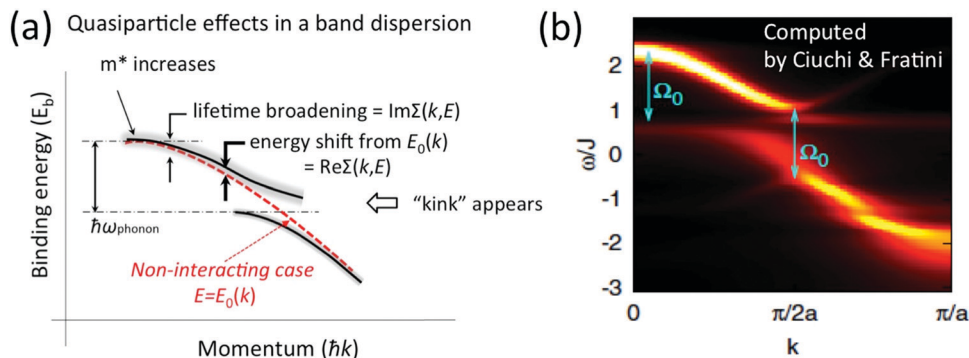 (a) Quasiparticle effects in a band dispersion
m* increases
lifetime broadening = ImΣ(k,E)
energy shift from E₀(k)
= ReΣ(k,E)
"kink" appears
ℏω_phonon
Non-interacting case
E=E₀(k)
Binding energy (E_b)
Momentum (ℏk)
(b)
Computed
by Ciuchi & Fratini
Ω₀
Ω₀
ω/J
2
1
0
-1
-2
-3
0
π/2a
π/a
k